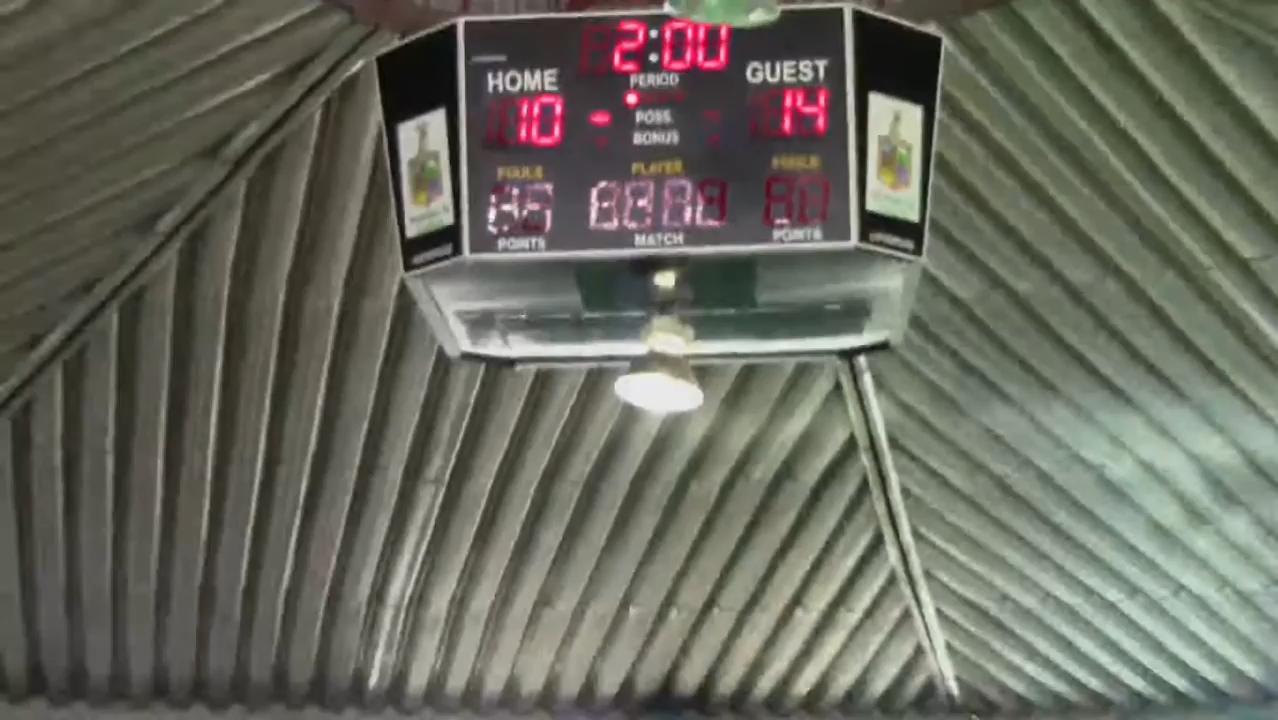 2:00
HOME PERIOD GUEST
10 POSS. 14
BONUS
FOULS PLAYER FOULS
POINTS MATCH POINTS